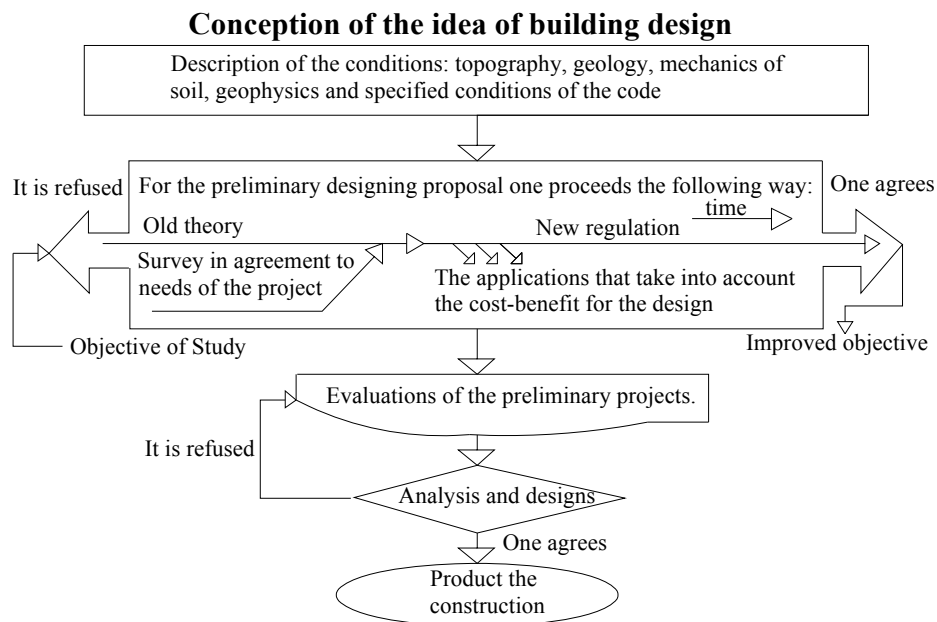 Conception of the idea of building design
Description of the conditions: topography, geology, mechanics of
soil, geophysics and specified conditions of the code
It is refused
For the preliminary designing proposal one proceeds the following way:
One agrees
time
Old theory
New regulation
Survey in agreement to
needs of the project
The applications that take into account
the cost-benefit for the design
Objective of Study
Improved objective
Evaluations of the preliminary projects.
It is refused
Analysis and designs
One agrees
Product the
construction